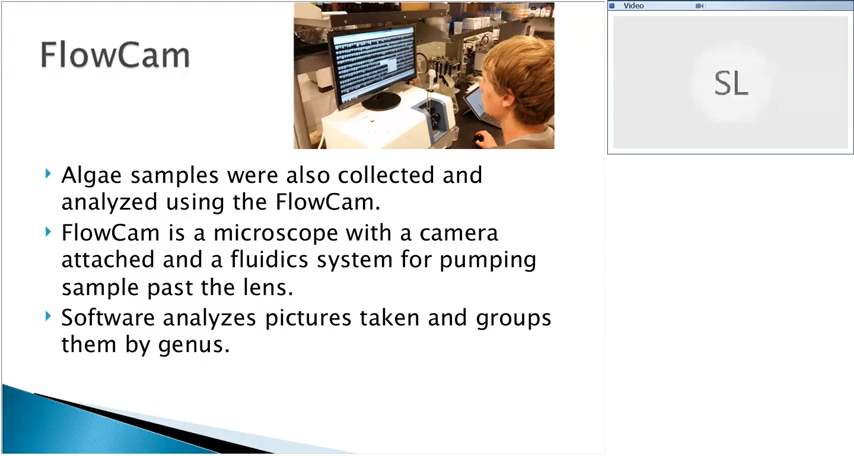 FlowCam
Algae samples were also collected and
analyzed using the FlowCam.
FlowCam is a microscope with a camera
attached and a fluidics system for pumping
sample past the lens.
Software analyzes pictures taken and groups
them by genus.
Video
SL